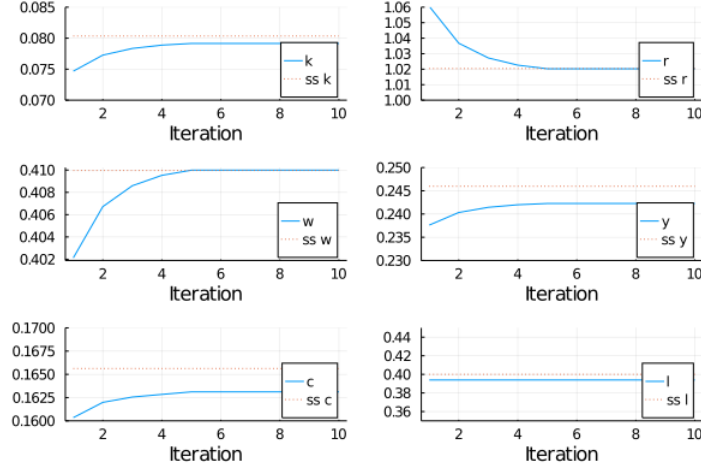 0.085
0.080
0.075
0.070
k
ss k
2 4 6 8 10
Iteration
1.06
1.05
1.04
1.03
1.02
1.01
1.00
r
ss r
2 4 6 8 10
Iteration
0.410
0.408
0.406
0.404
0.402
w
ss w
2 4 6 8 10
Iteration
0.250
0.245
0.240
0.235
0.230
y
ss y
2 4 6 8 10
Iteration
0.1700
0.1675
0.1650
0.1625
0.1600
c
ss c
2 4 6 8 10
Iteration
0.44
0.42
0.40
0.38
0.36
l
ss l
2 4 6 8 10
Iteration